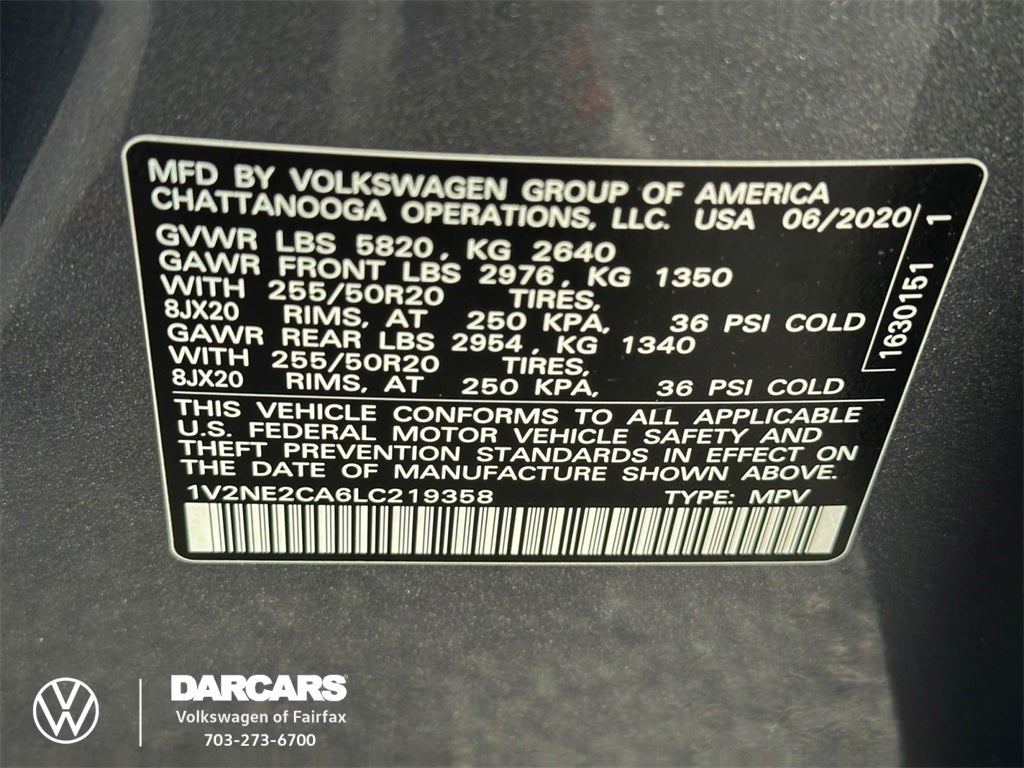 MFD BY VOLKSWAGEN GROUP OF AMERICA
CHATTANOOGA OPERATIONS, LLC. USA 06/2020
GVWR LBS 5820, KG 2640
GAWR FRONT LBS 2976, KG 1350
WITH 255/50R20 TIRES,
8JX20 RIMS, AT 250 KPA, 36 PSI COLD
GAWR REAR LBS 2954, KG 1340
WITH 255/50R20 TIRES,
8JX20 RIMS, AT 250 KPA, 36 PSI COLD
1630151 1
THIS VEHICLE CONFORMS TO ALL APPLICABLE
U.S. FEDERAL MOTOR VEHICLE SAFETY AND
THEFT PREVENTION STANDARDS IN EFFECT ON
THE DATE OF MANUFACTURE SHOWN ABOVE.
1V2NE2CA6LC219358 TYPE: MPV
DARCARS
Volkswagen of Fairfax
703-273-6700